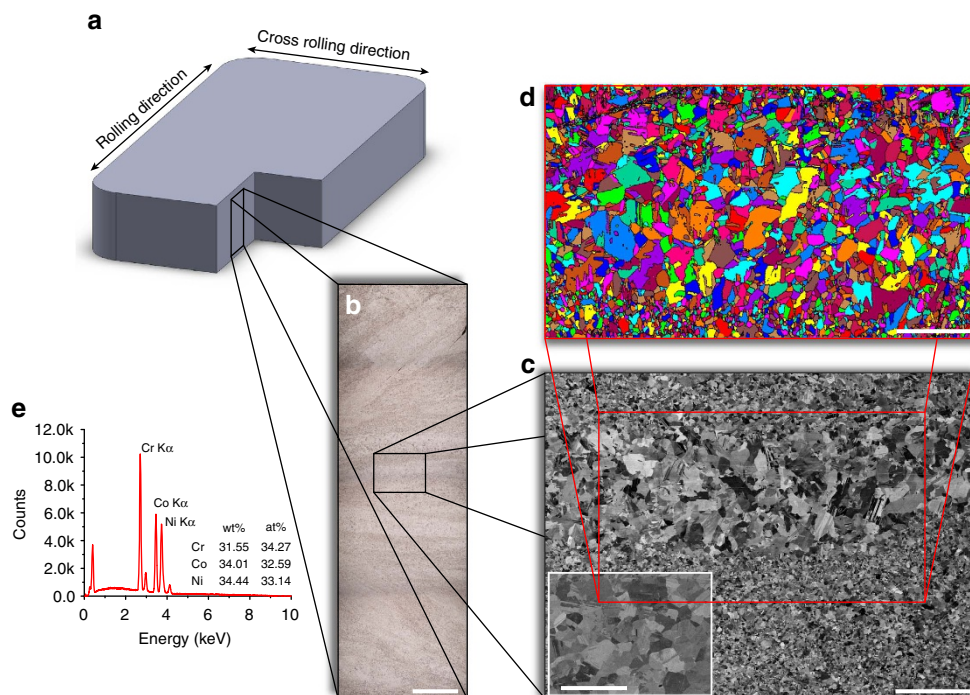 a
Cross rolling direction
Rolling direction
b
d
c
e
12.0k
10.0k
8.0k
6.0k
4.0k
2.0k
0.0
Counts
Cr Kα
Co Kα
Ni Kα
wt% at%
Cr 31.55 34.27
Co 34.01 32.59
Ni 34.44 33.14
0 2 4 6 8 10
Energy (keV)